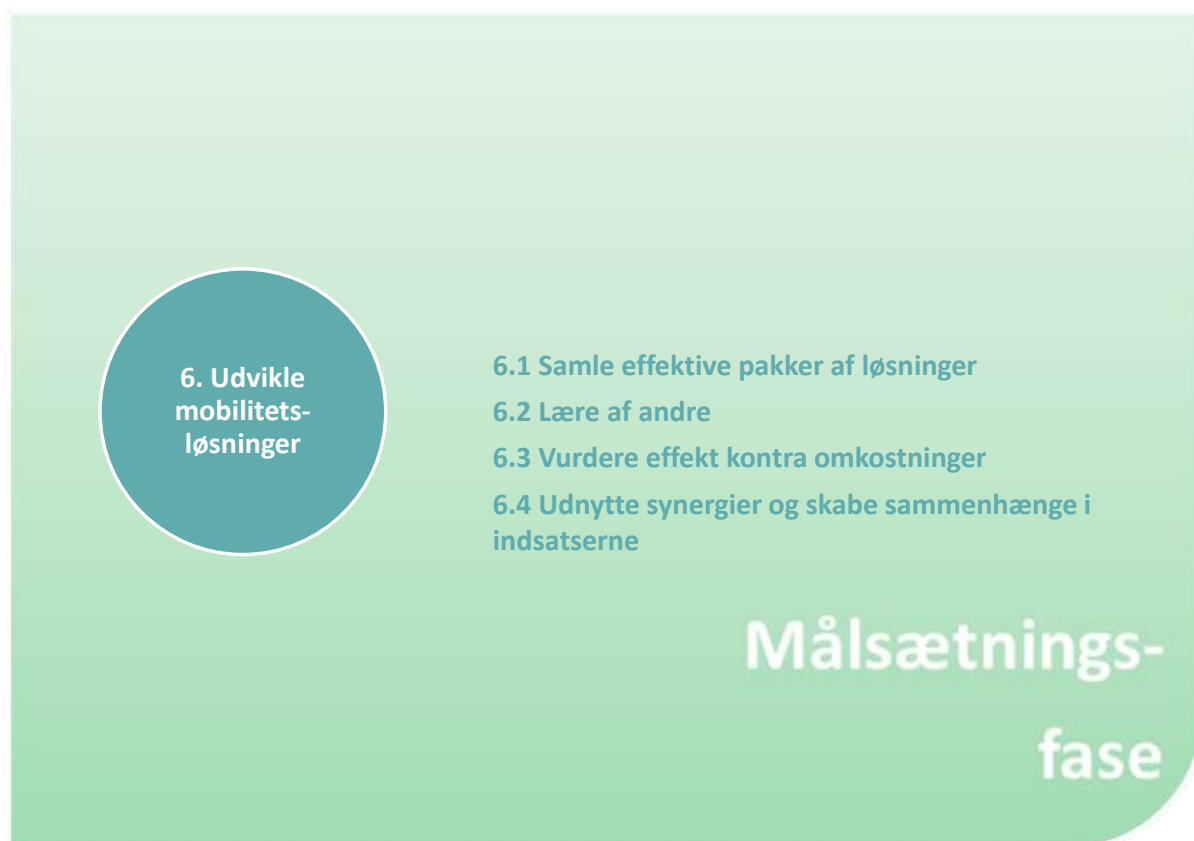 6. Udvikle
mobilitets-
løsninger
6.1 Samle effektive pakker af løsninger
6.2 Lære af andre
6.3 Vurdere effekt kontra omkostninger
6.4 Udnytte synergier og skabe sammenhænge i
indsatserne
Målsætnings-
fase